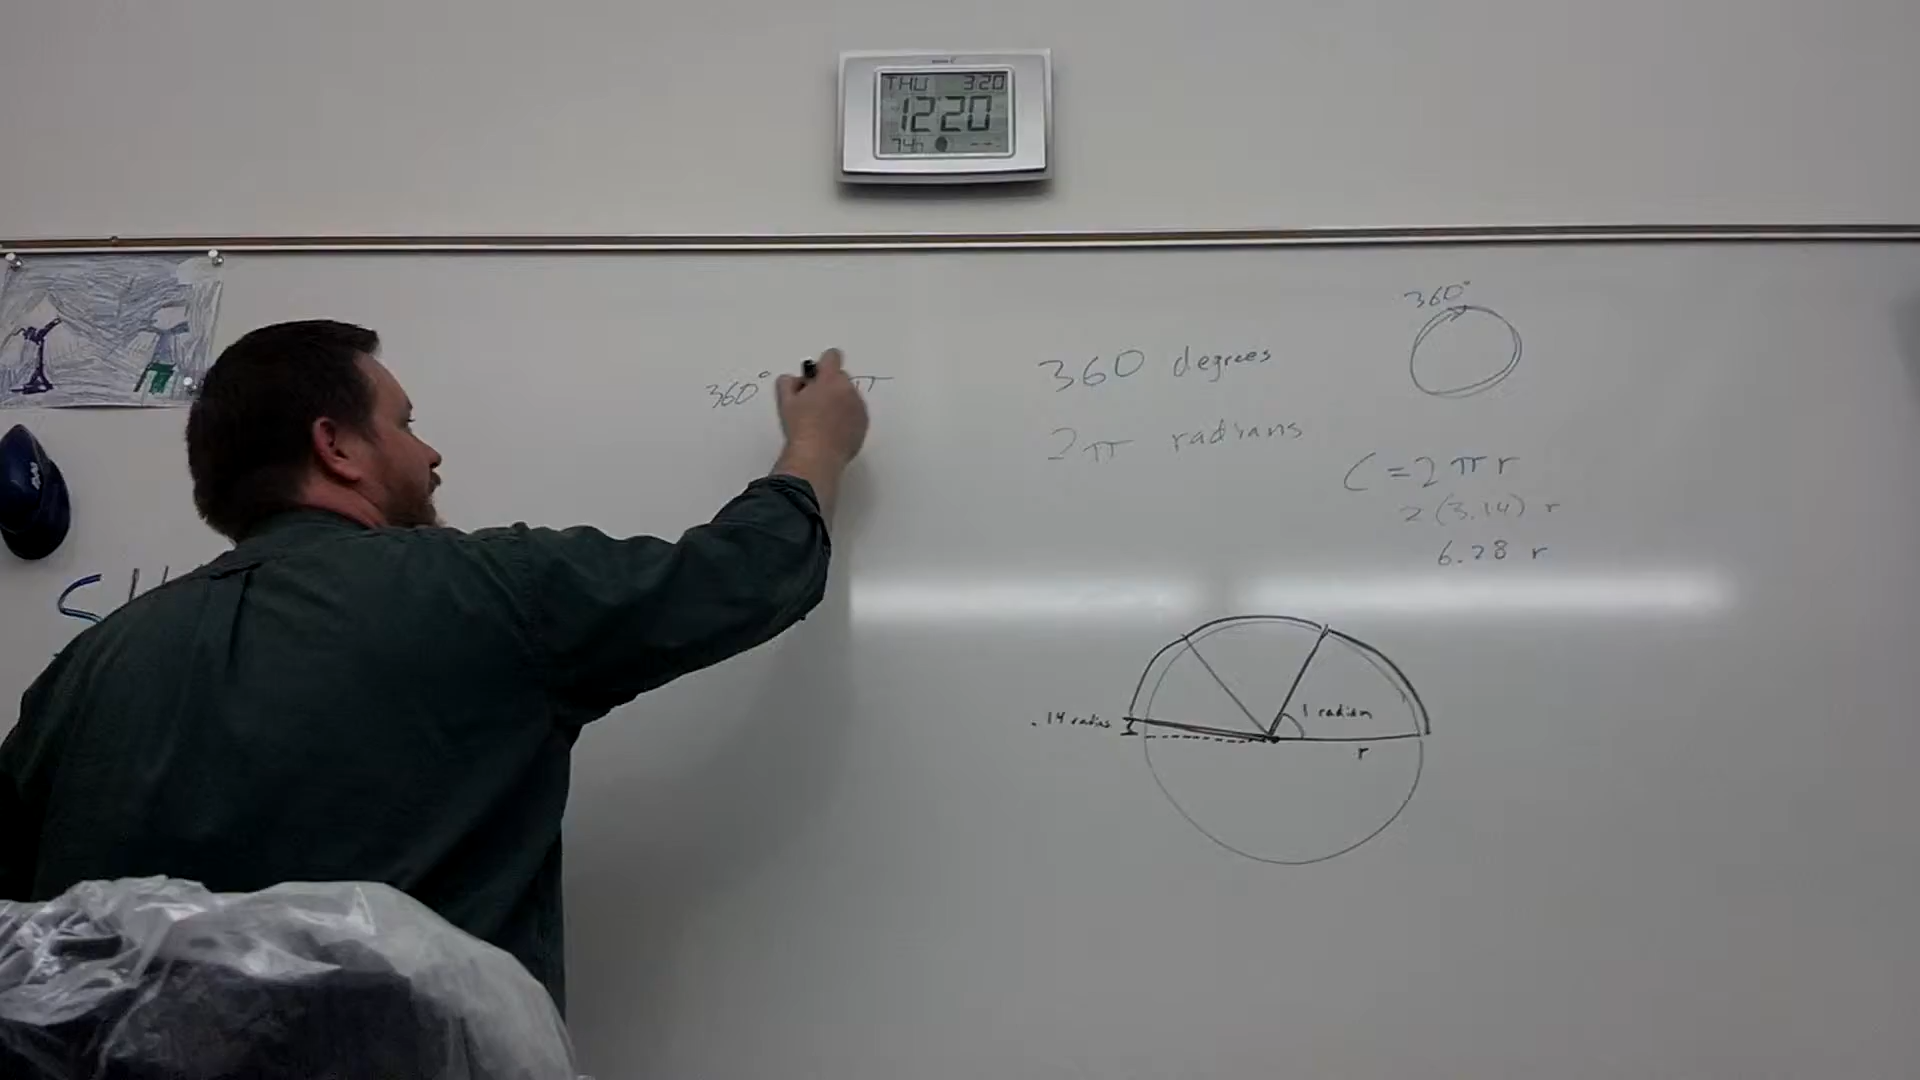 THU 3:20
12:20
74
360°
360 degrees
360° π
2π radians
C = 2πr
2(3.14) r
6.28 r
1 radian
.14 radius
r